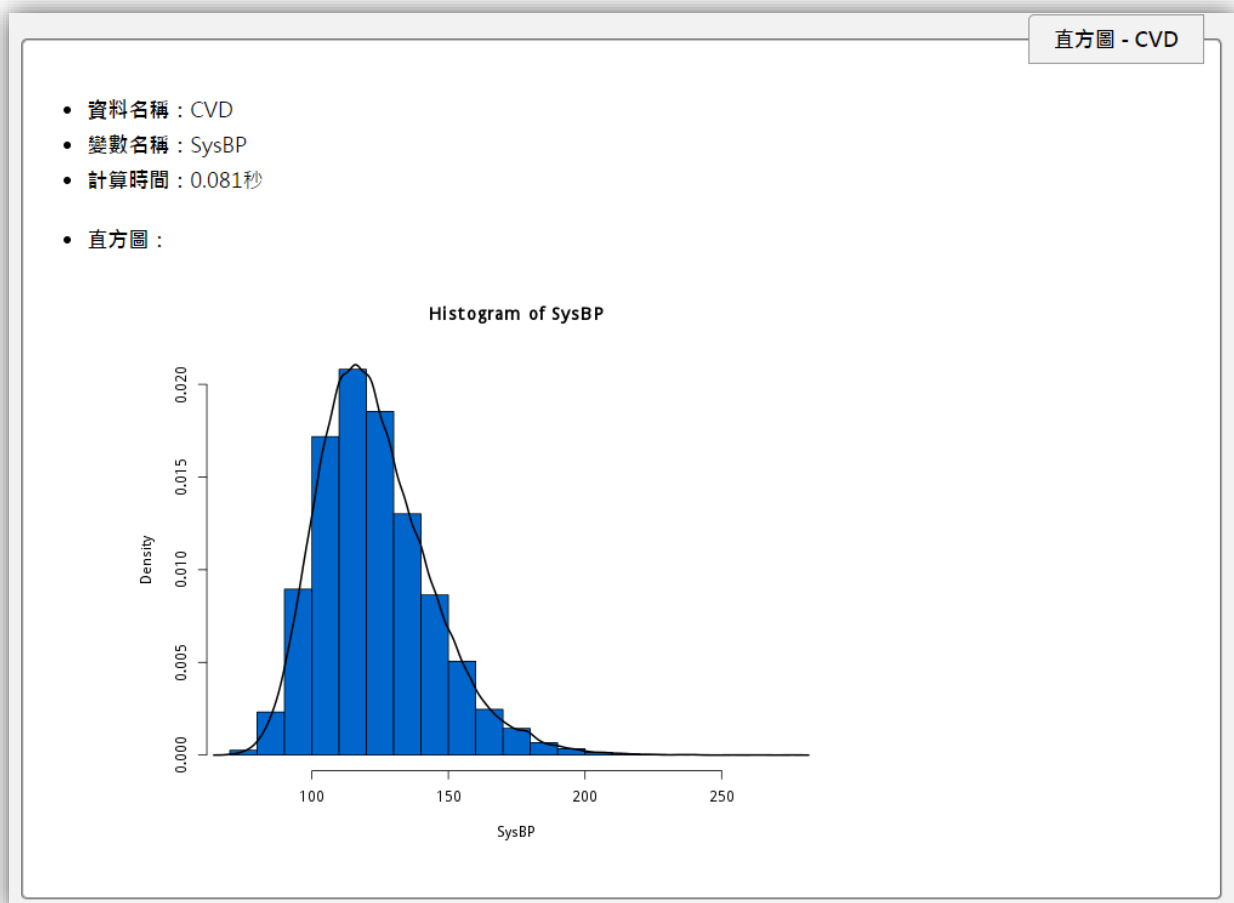 直方圖 - CVD
資料名稱：CVD
變數名稱：SysBP
計算時間：0.081秒
直方圖：
Histogram of SysBP
0.020
0.015
0.010
0.005
0.000
Density
100 150 200 250
SysBP